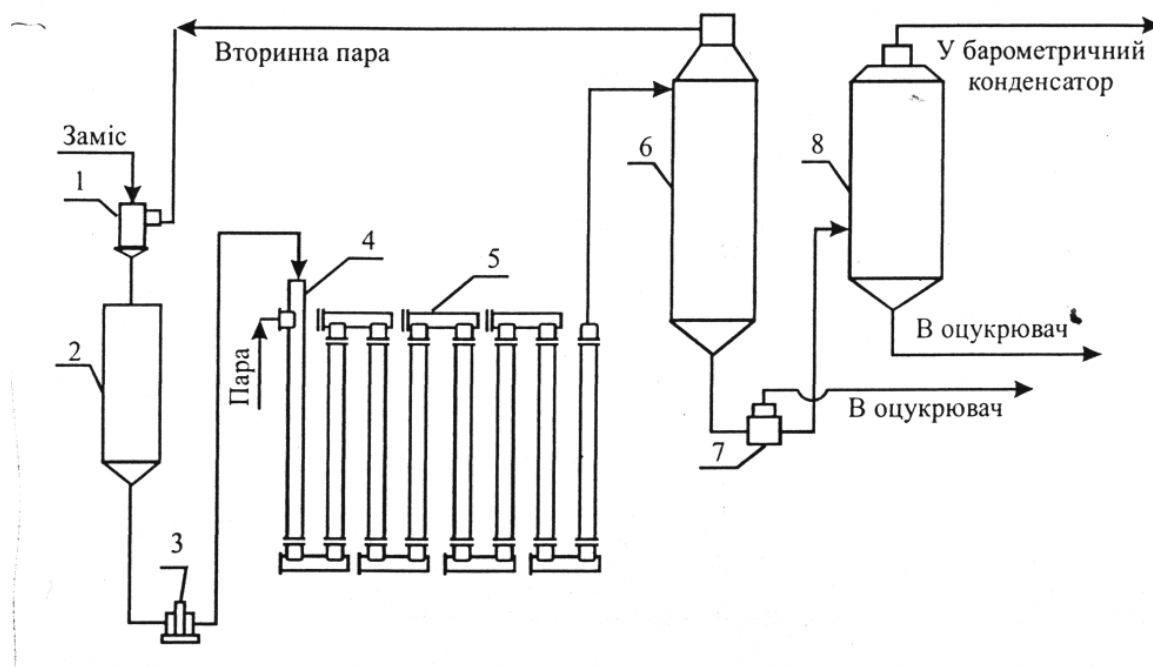 Вторинна пара
У барометричний
конденсатор
Заміс
1
6
8
4
5
2
Пара
В оцукрювач
В оцукрювач
7
3